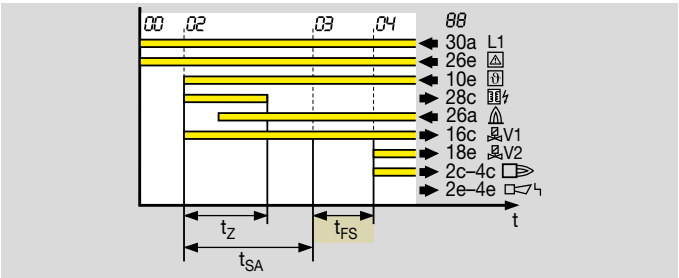 00 02 03 04 88
30a L1
26e
10e
28c
26a
16c V1
18e V2
2c–4c
2e–4e
t
tZ tFS
tSA